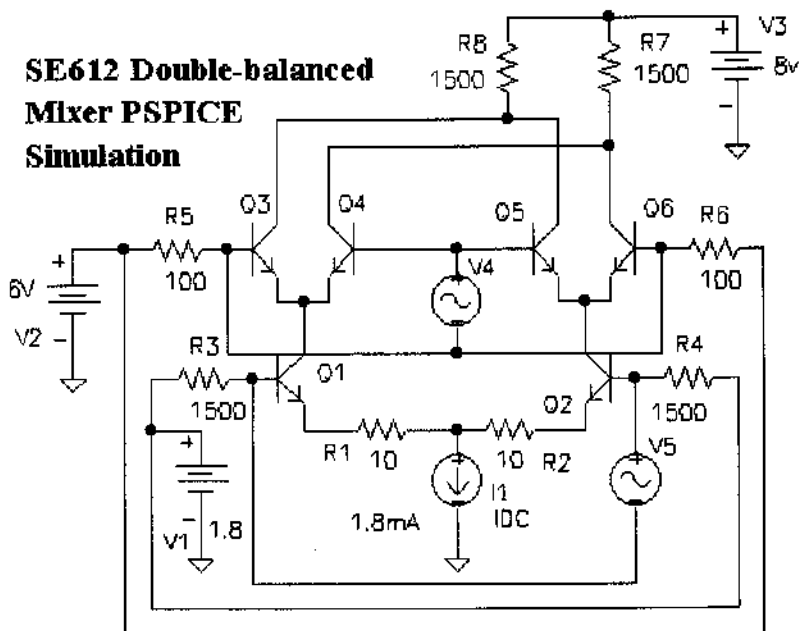 SE612 Double-balanced
Mixer PSPICE
Simulation
R8
1500
R7
1500
+
V3
8v
-
Q3
Q4
Q5
Q6
R5
100
R6
100
+
6V
V2
-
+
V4
R3
1500
Q1
Q2
R4
1500
+
V5
R1
10
10
R2
+
I1
IDC
1.8mA
+
-
V1
1.8